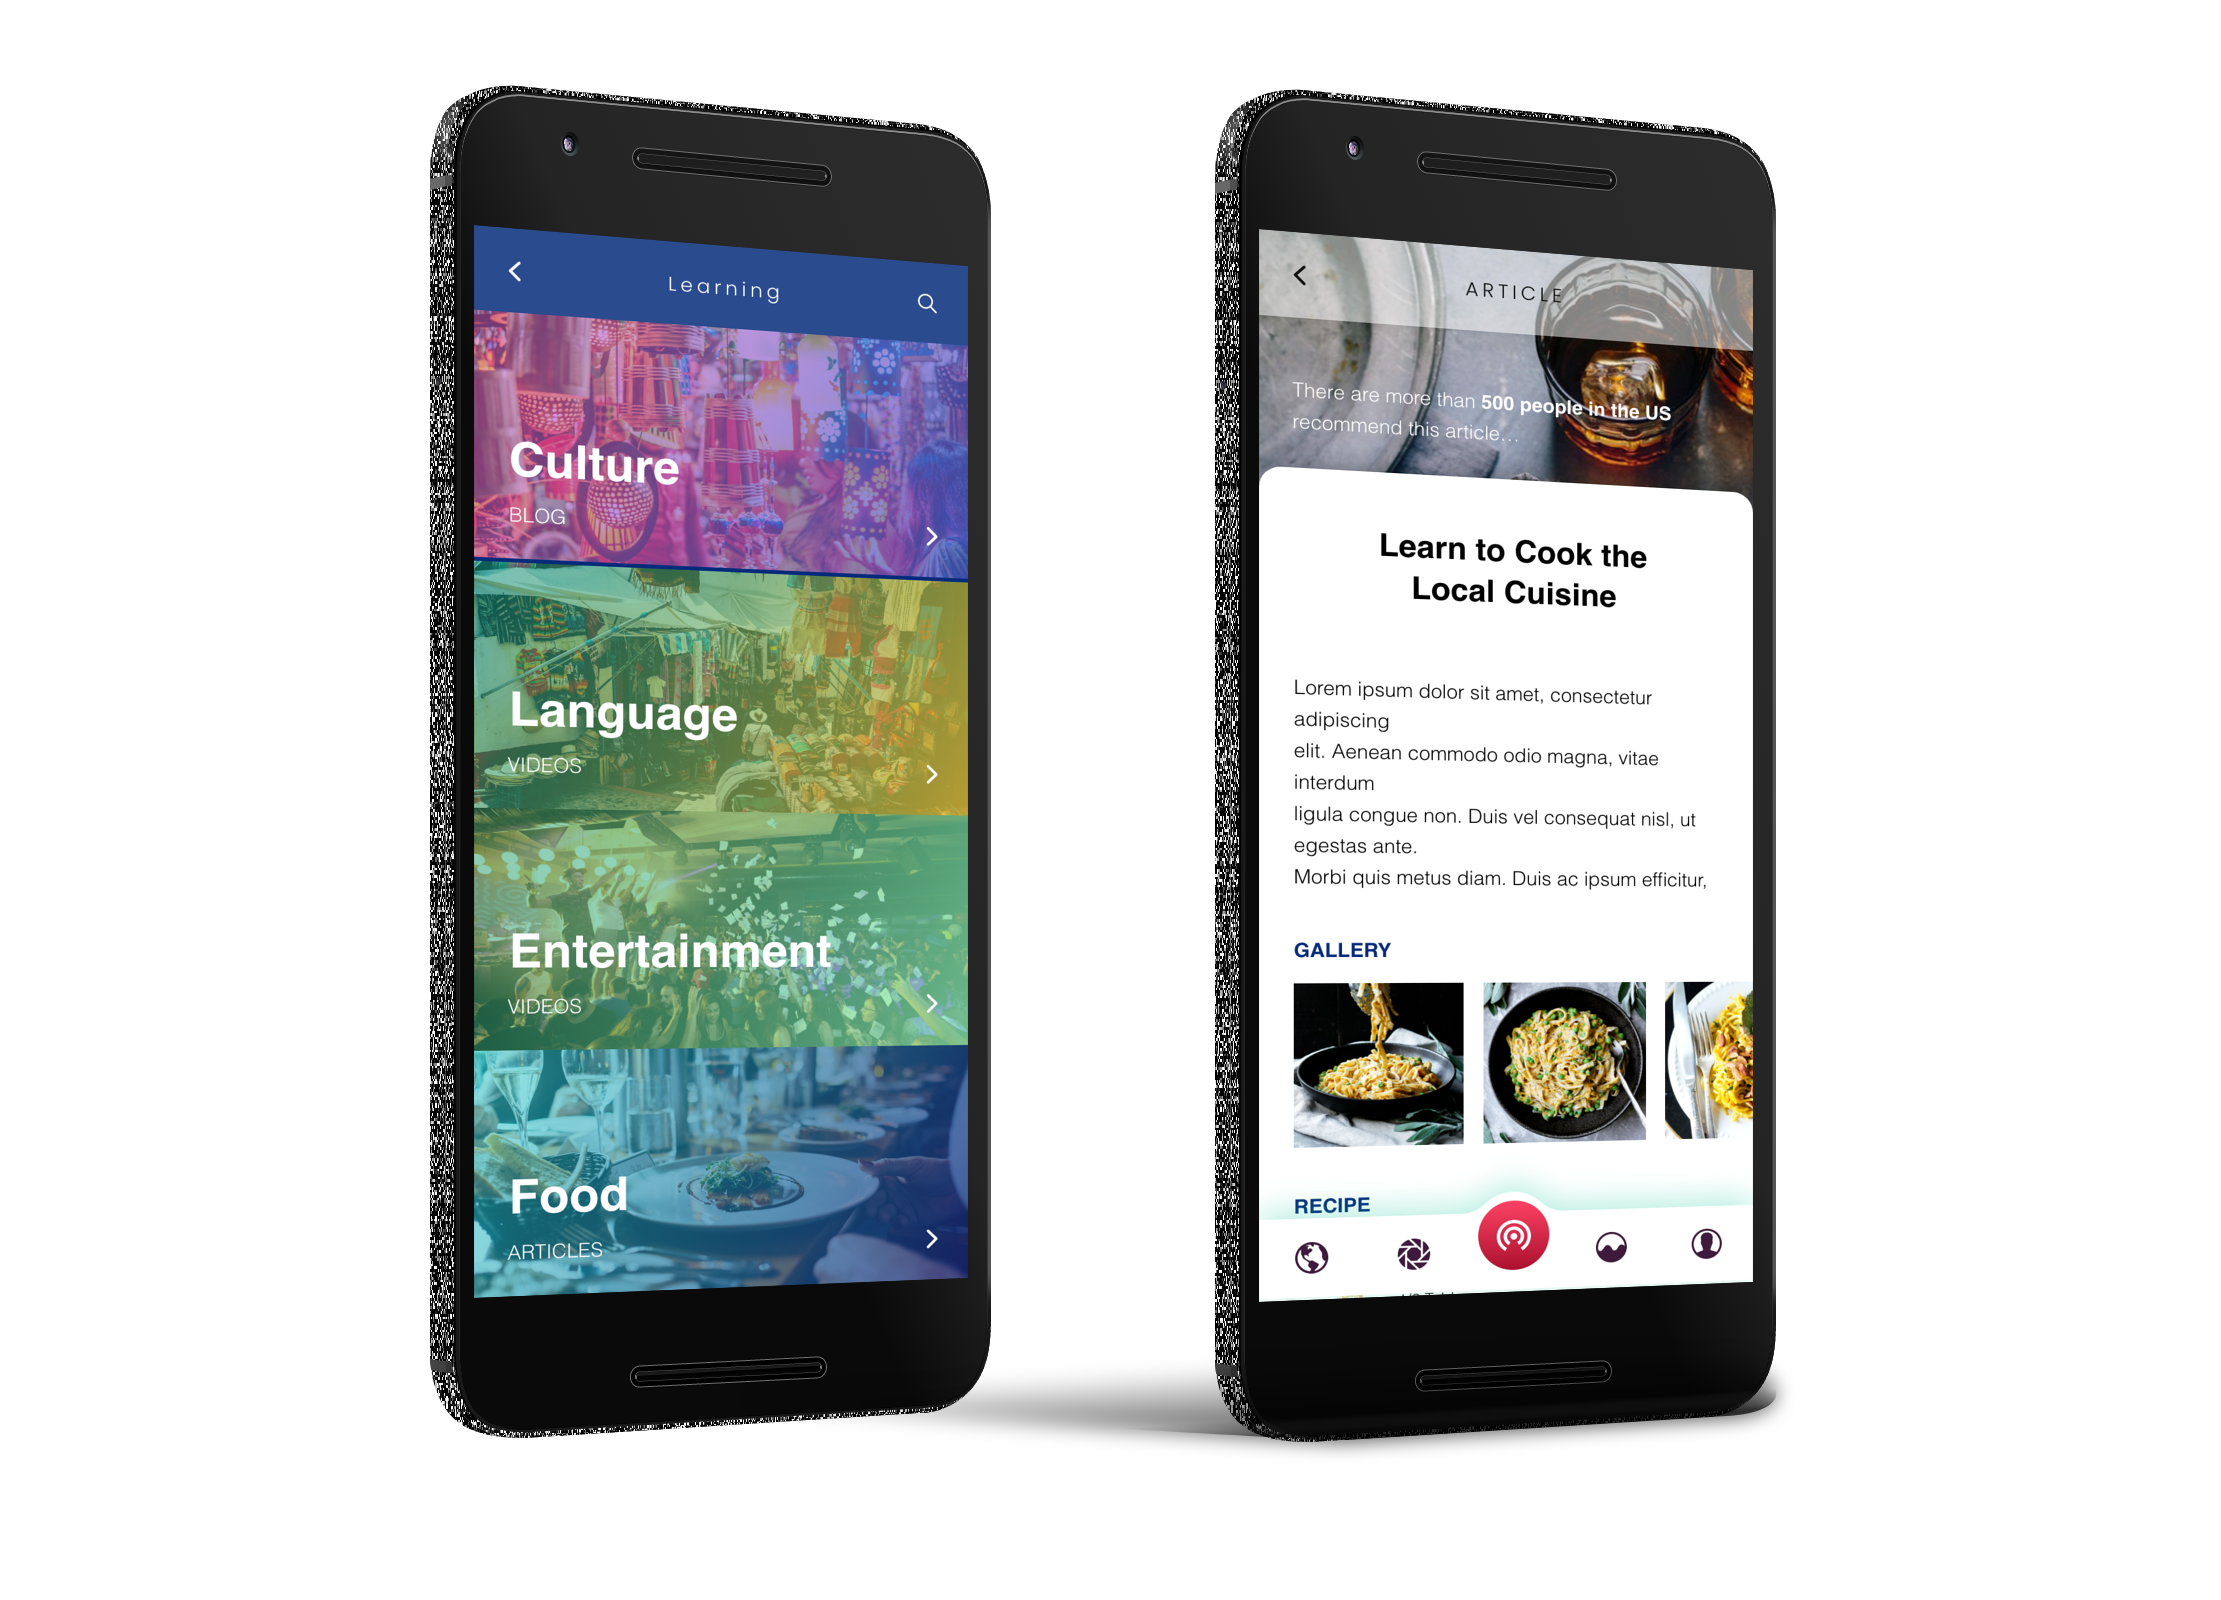 Learning
Culture
BLOG
Language
VIDEOS
Entertainment
VIDEOS
Food
ARTICLES
ARTICLE
There are more than 500 people in the US
recommend this article...
Learn to Cook the
Local Cuisine
Lorem ipsum dolor sit amet, consectetur
adipiscing
elit. Aenean commodo odio magna, vitae
interdum
ligula congue non. Duis vel consequat nisl, ut
egestas ante.
Morbi quis metus diam. Duis ac ipsum efficitur,
GALLERY
RECIPE